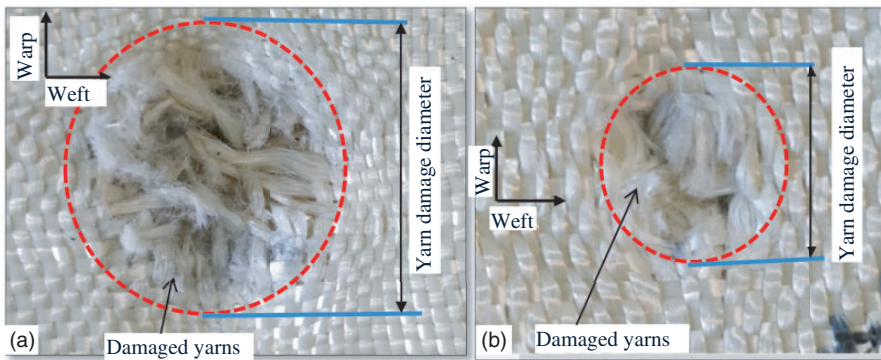 Warp
Weft
Yarn damage diameter
(a)
Damaged yarns
Warp
Weft
Yarn damage diameter
(b)
Damaged yarns